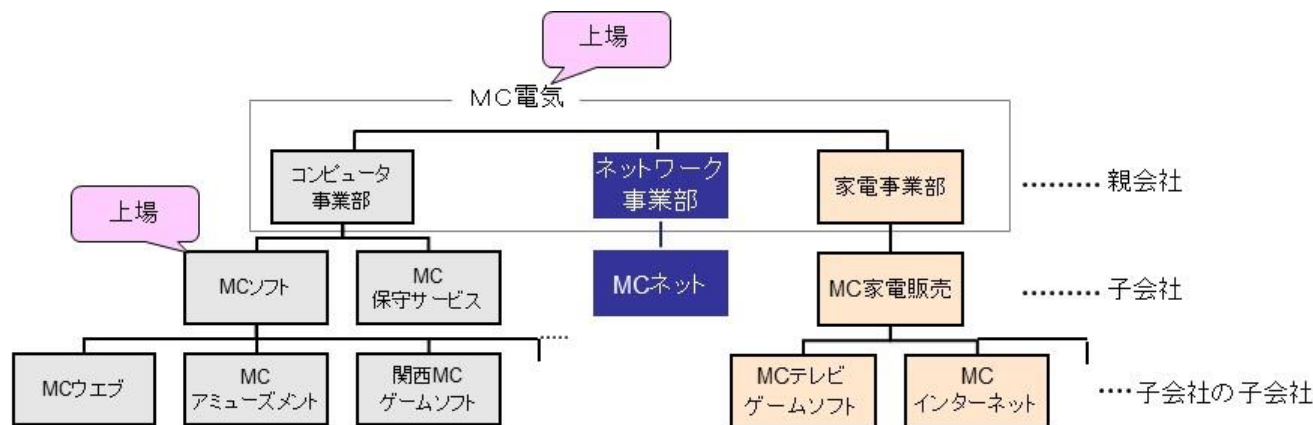 上場
MC電気
コンピュータ
事業部
ネットワーク
事業部
家電事業部
………親会社
上場
MCソフト
MC
保守サービス
MCネット
MC家電販売
………子会社
……
MCウエブ
MC
アミューズメント
関西MC
ゲームソフト
MCテレビ
ゲームソフト
MC
インターネット
‥‥子会社の子会社